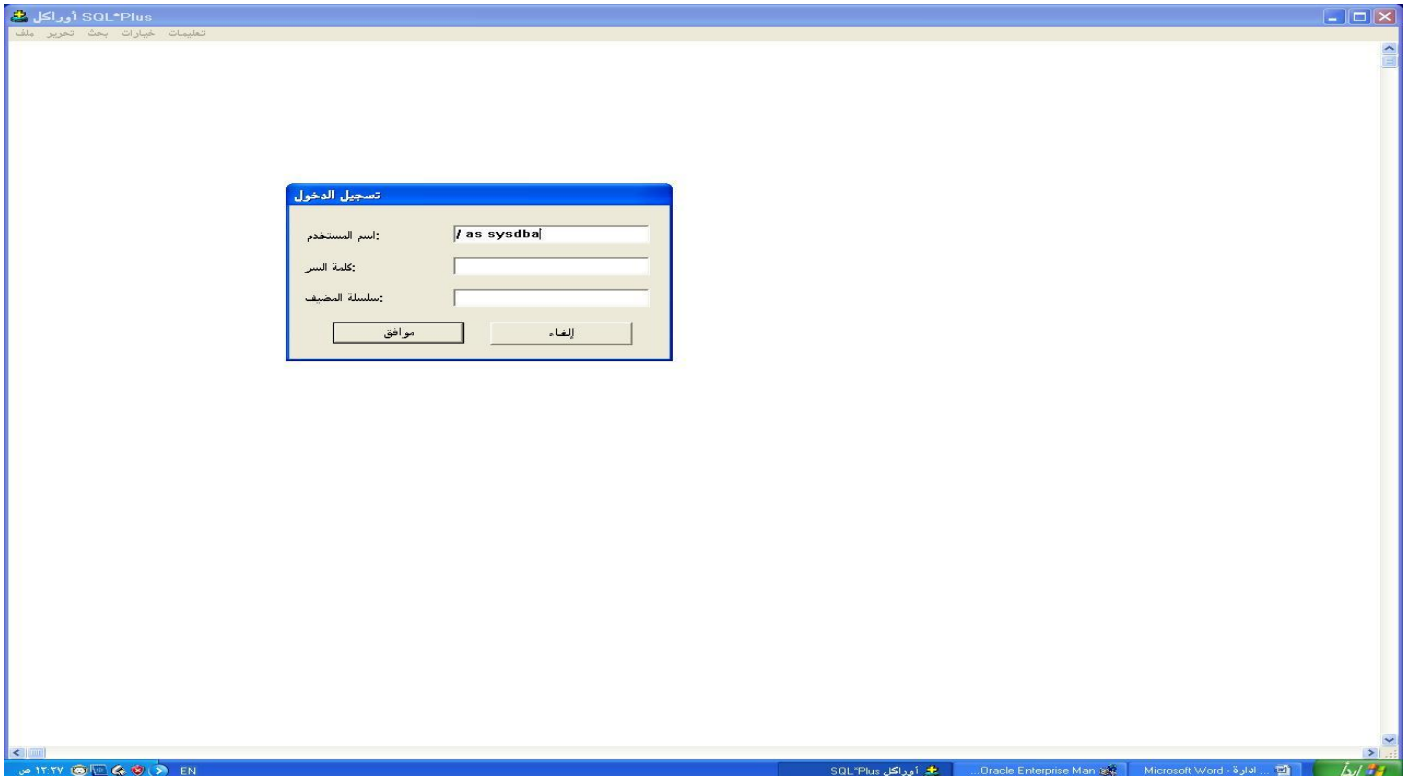 أوراكل SQL*Plus
ملف تحرير بحث خيارات تعليمات
تسجيل الدخول
اسم المستخدم:
/ as sysdba
كلمة السر:
سلسلة المضيف:
موافق
إلغاء
ابدأ
Microsoft Word - ادارة ...
Oracle Enterprise Man...
أوراكل SQL*Plus
EN